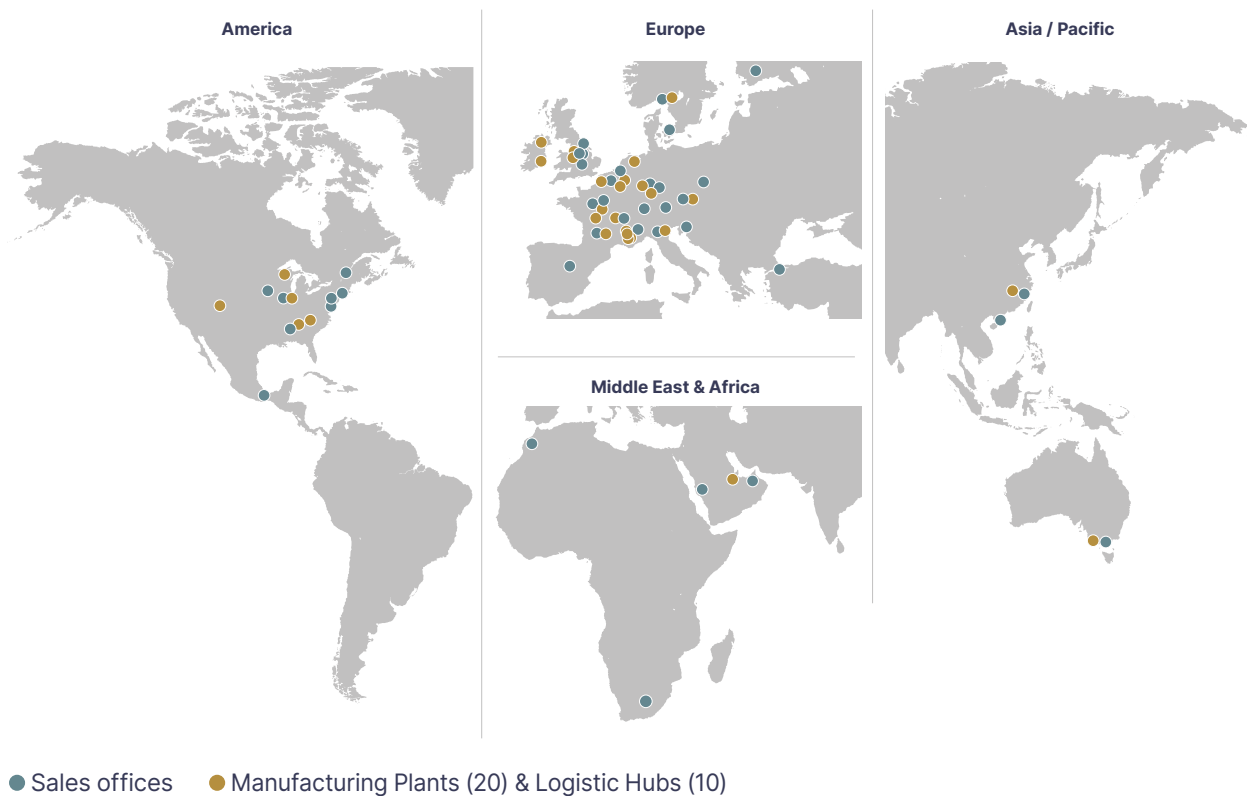 America
Europe
Asia / Pacific
Middle East & Africa
Sales offices
Manufacturing Plants (20) & Logistic Hubs (10)